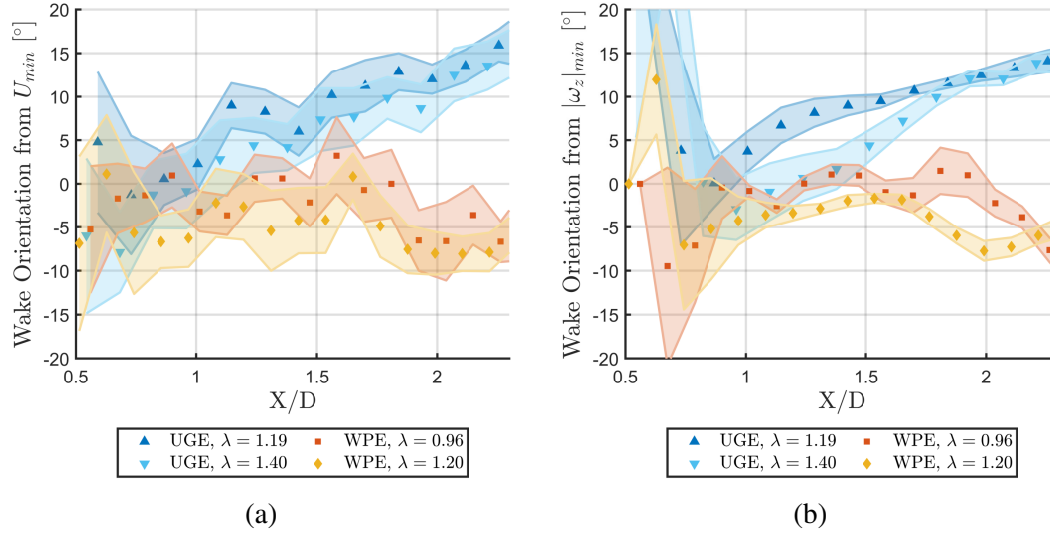 Wake Orientation from U_min [°]
20
15
10
5
0
-5
-10
-15
-20
0.5
1
1.5
2
X/D
UGE, λ = 1.19
WPE, λ = 0.96
UGE, λ = 1.40
WPE, λ = 1.20
(a)
Wake Orientation from |ω_z|_min [°]
20
15
10
5
0
-5
-10
-15
-20
0.5
1
1.5
2
X/D
UGE, λ = 1.19
WPE, λ = 0.96
UGE, λ = 1.40
WPE, λ = 1.20
(b)